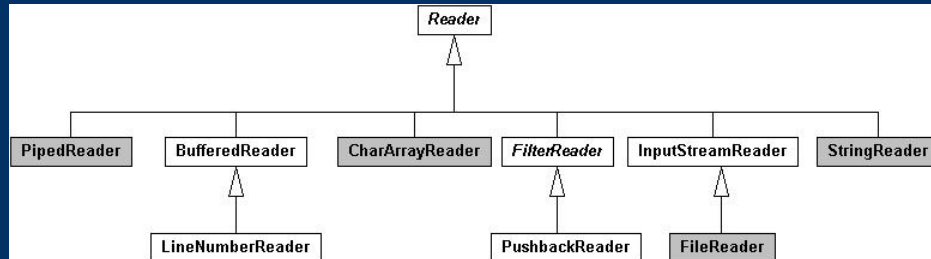 Reader
PipedReader BufferedReader CharArrayReader FilterReader InputStreamReader StringReader
LineNumberReader PushbackReader FileReader